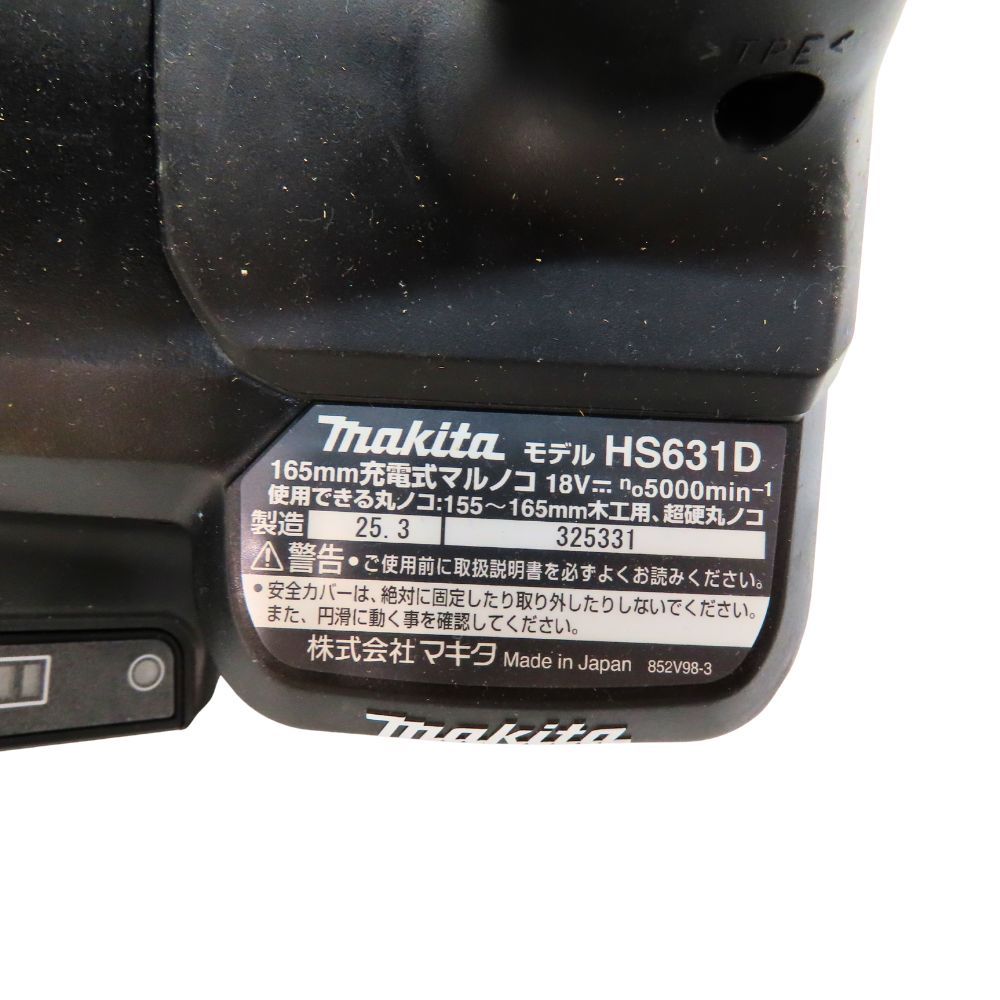 >TPE<
makita モデル HS631D
165mm充電式マルノコ 18V⎓ n₀5000min⁻¹
使用できる丸ノコ:155～165mm木工用、超硬丸ノコ
製造 25.3 325331
⚠警告・ご使用前に取扱説明書を必ずよくお読みください。
・安全カバーは、絶対に固定したり取り外したりしないでください。
また、円滑に動く事を確認してください。
株式会社マキタ Made in Japan 852V98-3
makita